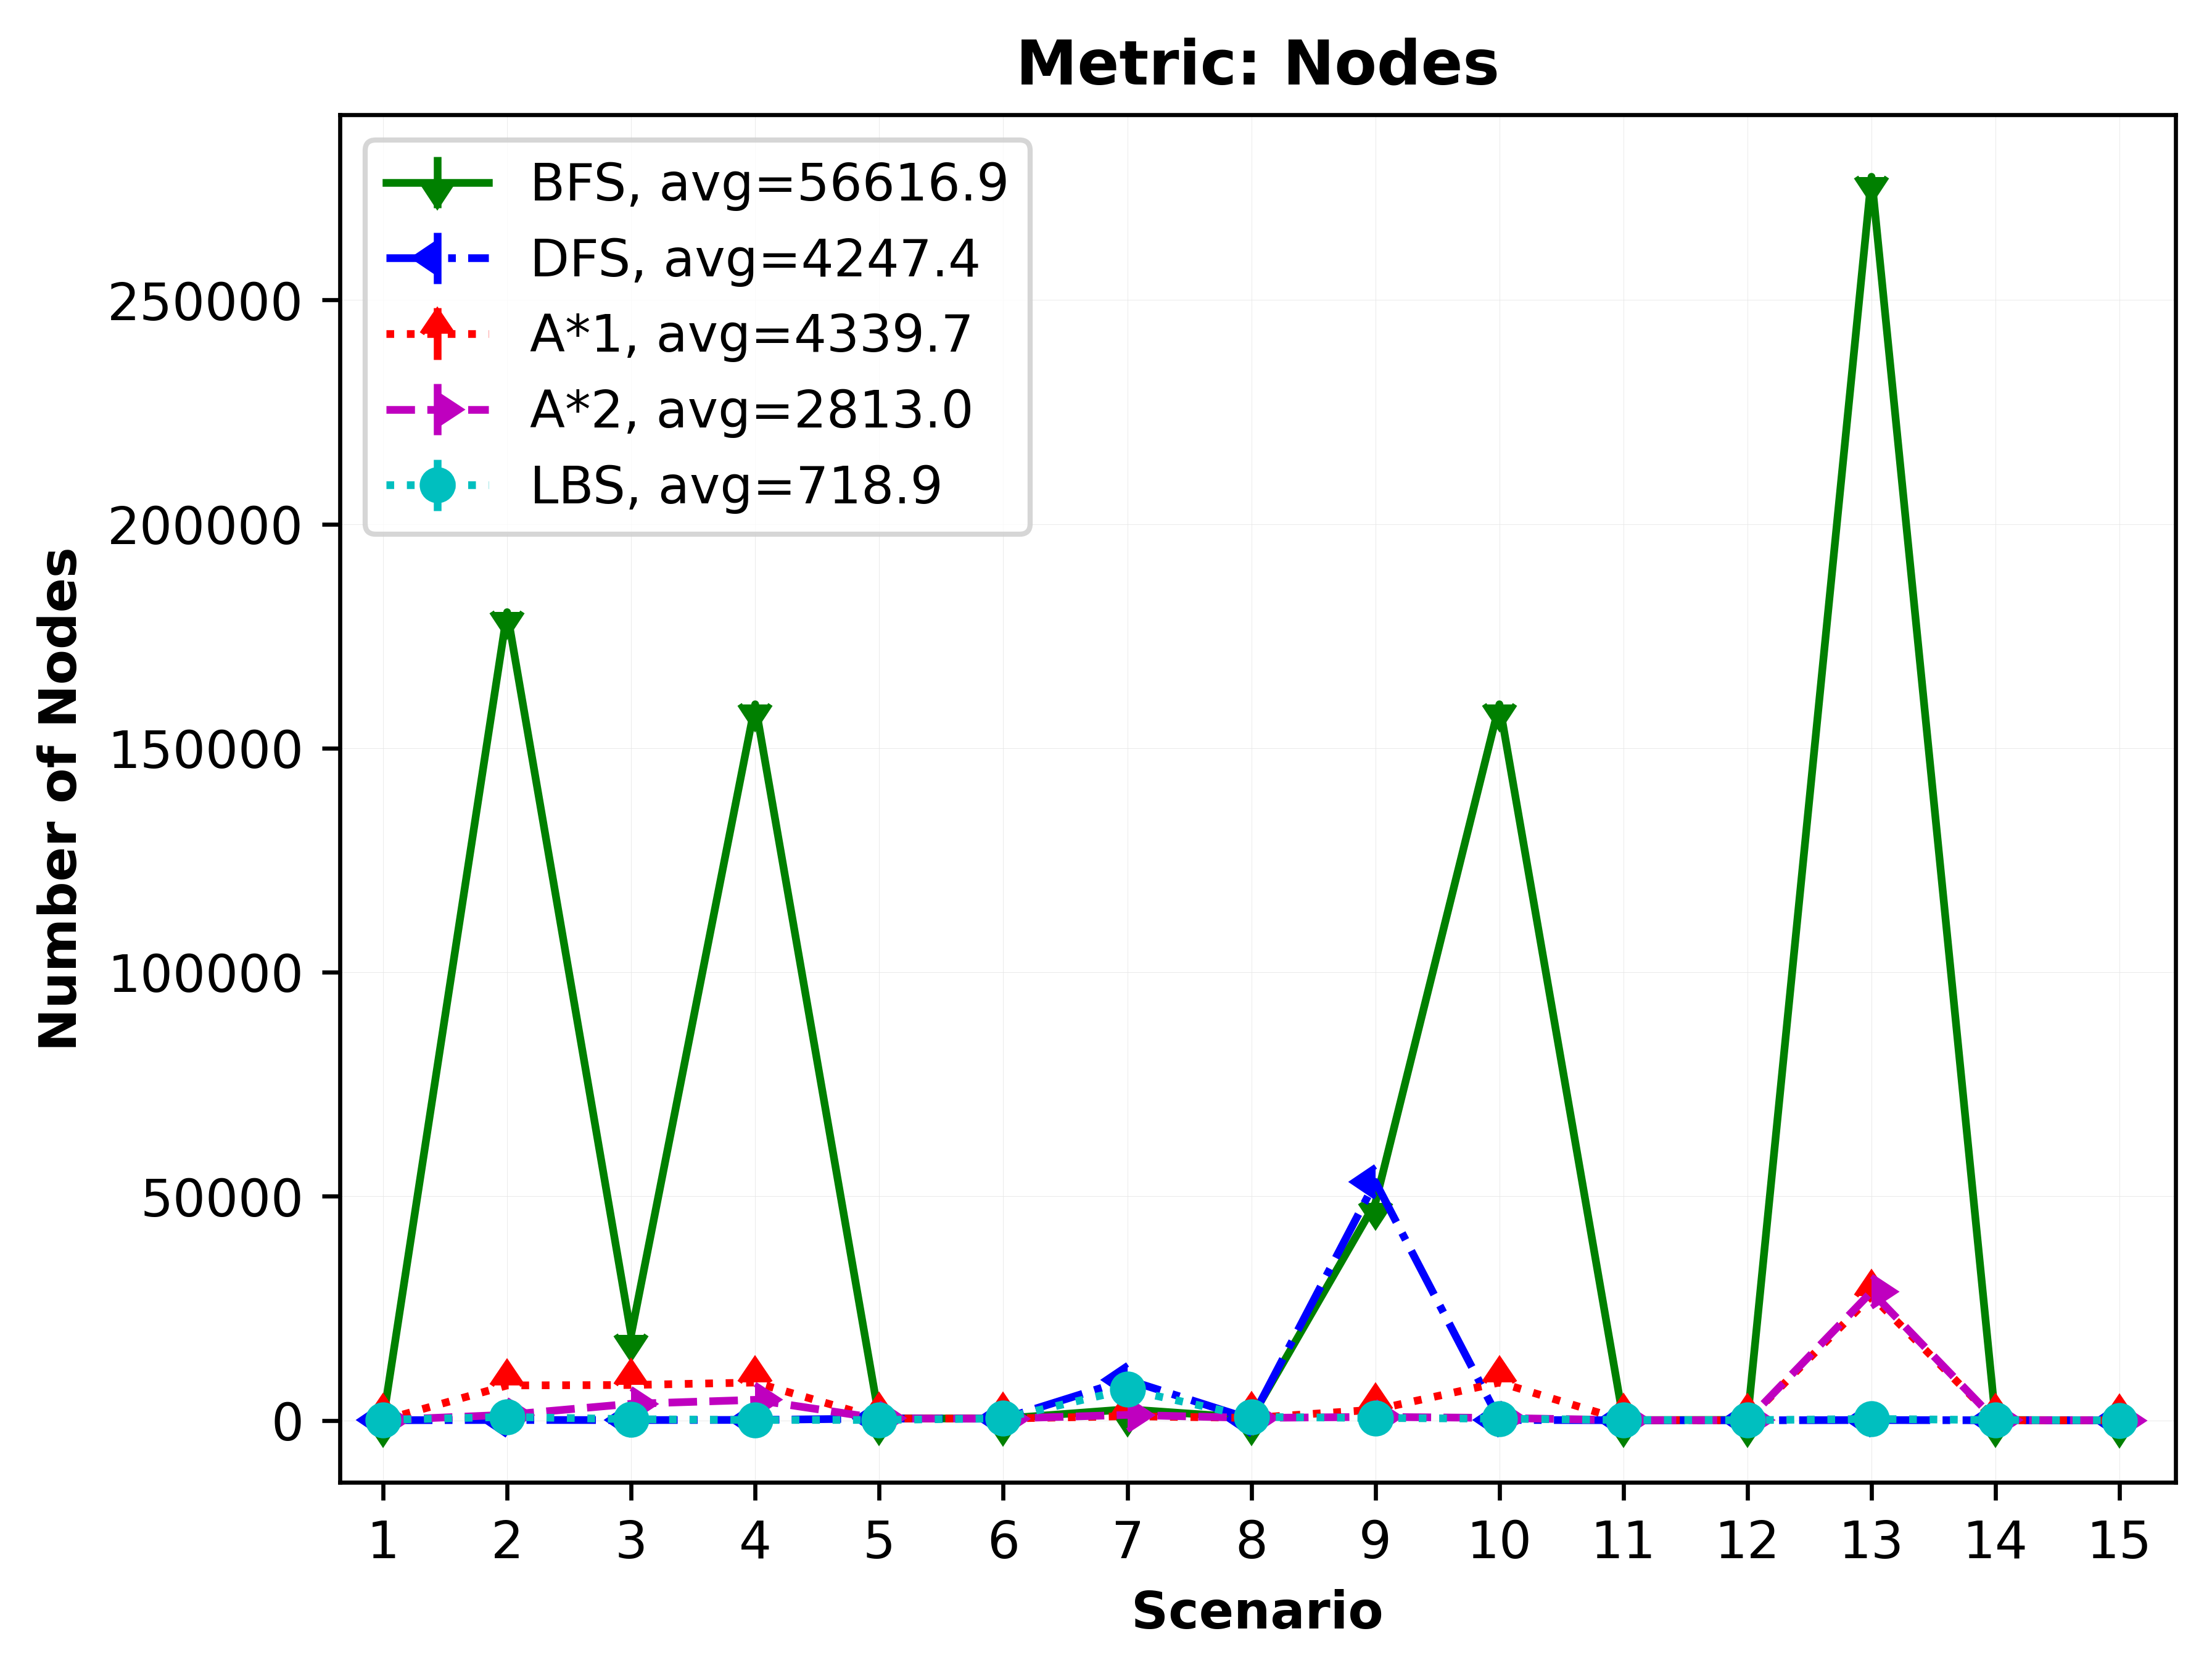 Metric: Nodes
BFS, avg=56616.9
DFS, avg=4247.4
A*1, avg=4339.7
A*2, avg=2813.0
LBS, avg=718.9
Number of Nodes
250000
200000
150000
100000
50000
0
1 2 3 4 5 6 7 8 9 10 11 12 13 14 15
Scenario